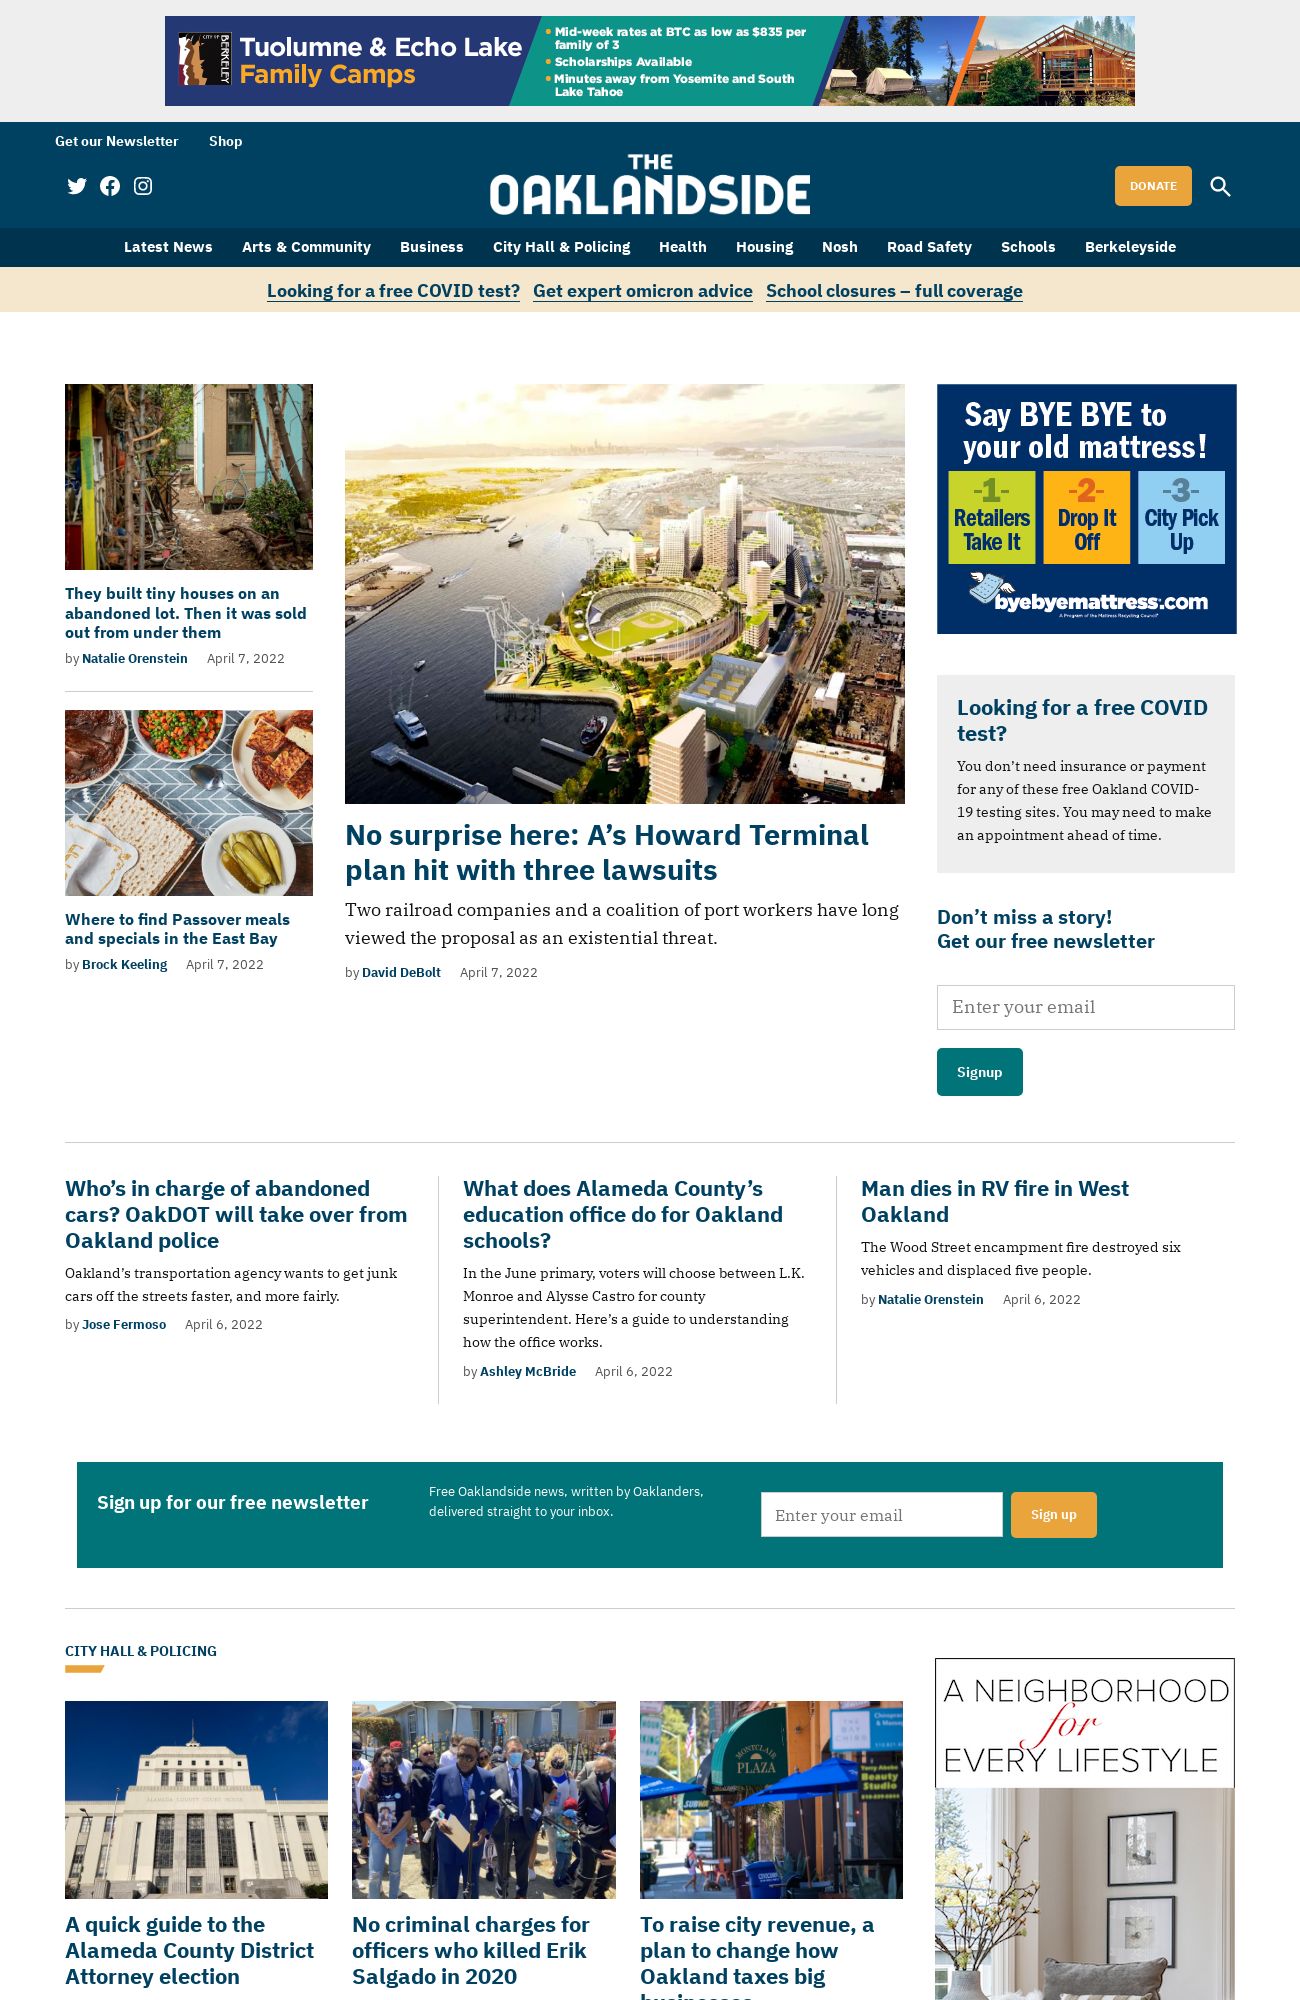 Tuolumne & Echo Lake
Family Camps
CITY OF
BERKELEY
• Mid-week rates at BTC as low as $835 per
family of 3
• Scholarships Available
• Minutes away from Yosemite and South
Lake Tahoe
Get our Newsletter Shop
THE
OAKLANDSIDE
DONATE
Latest News Arts & Community Business City Hall & Policing Health Housing Nosh Road Safety Schools Berkeleyside
Looking for a free COVID test? Get expert omicron advice School closures – full coverage
They built tiny houses on an
abandoned lot. Then it was sold
out from under them
by Natalie Orenstein April 7, 2022
Where to find Passover meals
and specials in the East Bay
by Brock Keeling April 7, 2022
No surprise here: A’s Howard Terminal
plan hit with three lawsuits
Two railroad companies and a coalition of port workers have long
viewed the proposal as an existential threat.
by David DeBolt April 7, 2022
Say BYE BYE to
your old mattress!
-1- -2- -3-
Retailers Drop It City Pick
Take It Off Up
byebyemattress.com
A Program of the Mattress Recycling Council
Looking for a free COVID
test?
You don’t need insurance or payment
for any of these free Oakland COVID-
19 testing sites. You may need to make
an appointment ahead of time.
Don’t miss a story!
Get our free newsletter
Enter your email
Signup
Who’s in charge of abandoned
cars? OakDOT will take over from
Oakland police
Oakland’s transportation agency wants to get junk
cars off the streets faster, and more fairly.
by Jose Fermoso April 6, 2022
What does Alameda County’s
education office do for Oakland
schools?
In the June primary, voters will choose between L.K.
Monroe and Alysse Castro for county
superintendent. Here’s a guide to understanding
how the office works.
by Ashley McBride April 6, 2022
Man dies in RV fire in West
Oakland
The Wood Street encampment fire destroyed six
vehicles and displaced five people.
by Natalie Orenstein April 6, 2022
Sign up for our free newsletter
Free Oaklandside news, written by Oaklanders,
delivered straight to your inbox.
Enter your email
Sign up
CITY HALL & POLICING
ALAMEDA COUNTY COURT HOUSE
A quick guide to the
Alameda County District
Attorney election
No criminal charges for
officers who killed Erik
Salgado in 2020
MONTCLAIR
PLAZA
SUBWAY
Beauty
Studio
To raise city revenue, a
plan to change how
Oakland taxes big
businesses
A NEIGHBORHOOD
for
EVERY LIFESTYLE